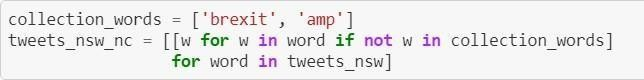 collection_words = ['brexit', 'amp']
tweets_nsw_nc = [[w for w in word if not w in collection_words]
for word in tweets_nsw]